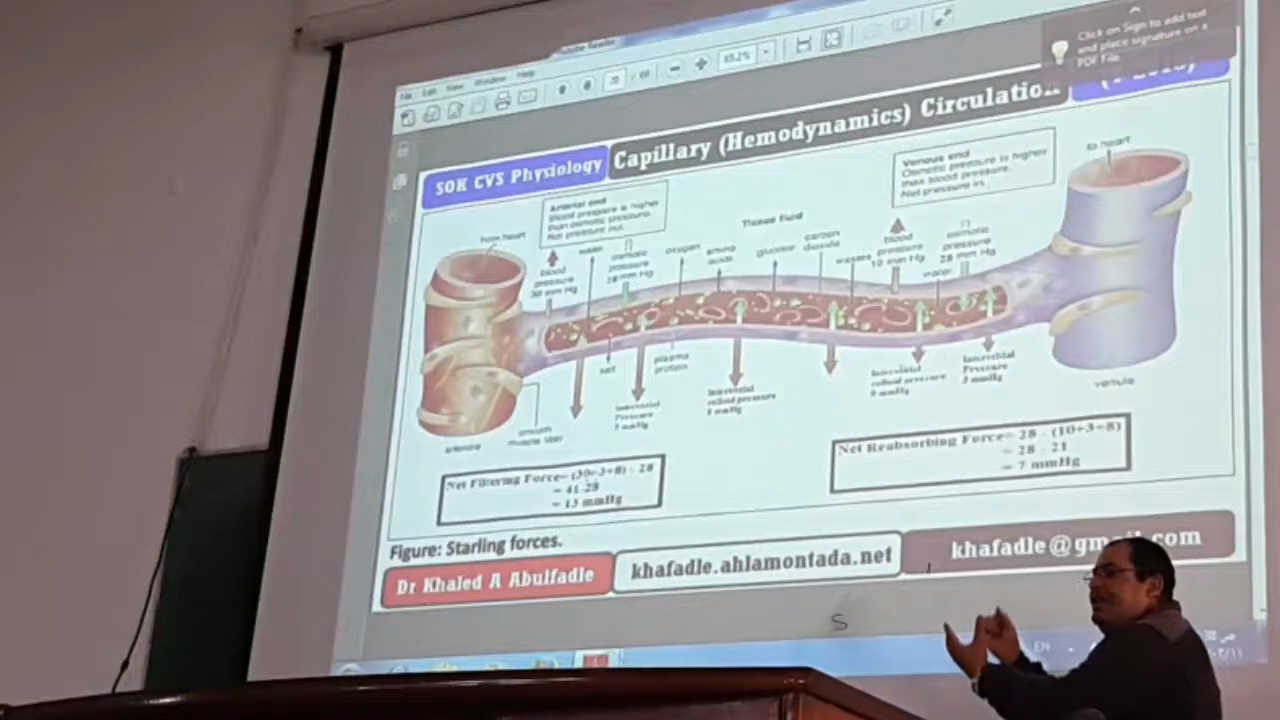 Adobe Reader
File Edit View Window Help
65.2%
Click on Sign to add text
and place signature on a
PDF File.
SOK CVS Physiology
Capillary (Hemodynamics) Circulation
Arterial end
Blood pressure is higher
than osmotic pressure.
Net pressure out.
Venous end
Osmotic pressure is higher
than blood pressure.
Net pressure in.
to heart
from heart
Tissue fluid
blood
pressure
30 mm Hg
water
osmotic
pressure
28 mm Hg
oxygen
amino
acids
glucose
carbon
dioxide
wastes
blood
pressure
10 mm Hg
water
osmotic
pressure
28 mm Hg
salt
plasma
protein
Interstitial
Pressure
3 mmHg
Interstitial
colloid pressure
8 mmHg
Interstitial
colloid pressure
8 mmHg
Interstitial
Pressure
3 mmHg
smooth
muscle fiber
arteriole
venule
Net Filtering Force= (30+3+8) - 28
= 41-28
= 13 mmHg
Net Reabsorbing Force= 28 - (10+3+8)
= 28 - 21
= 7 mmHg
Figure: Starling forces.
Dr Khaled A Abulfadle
khafadle.ahlamontada.net
khafadle@gmail.com
S
EN